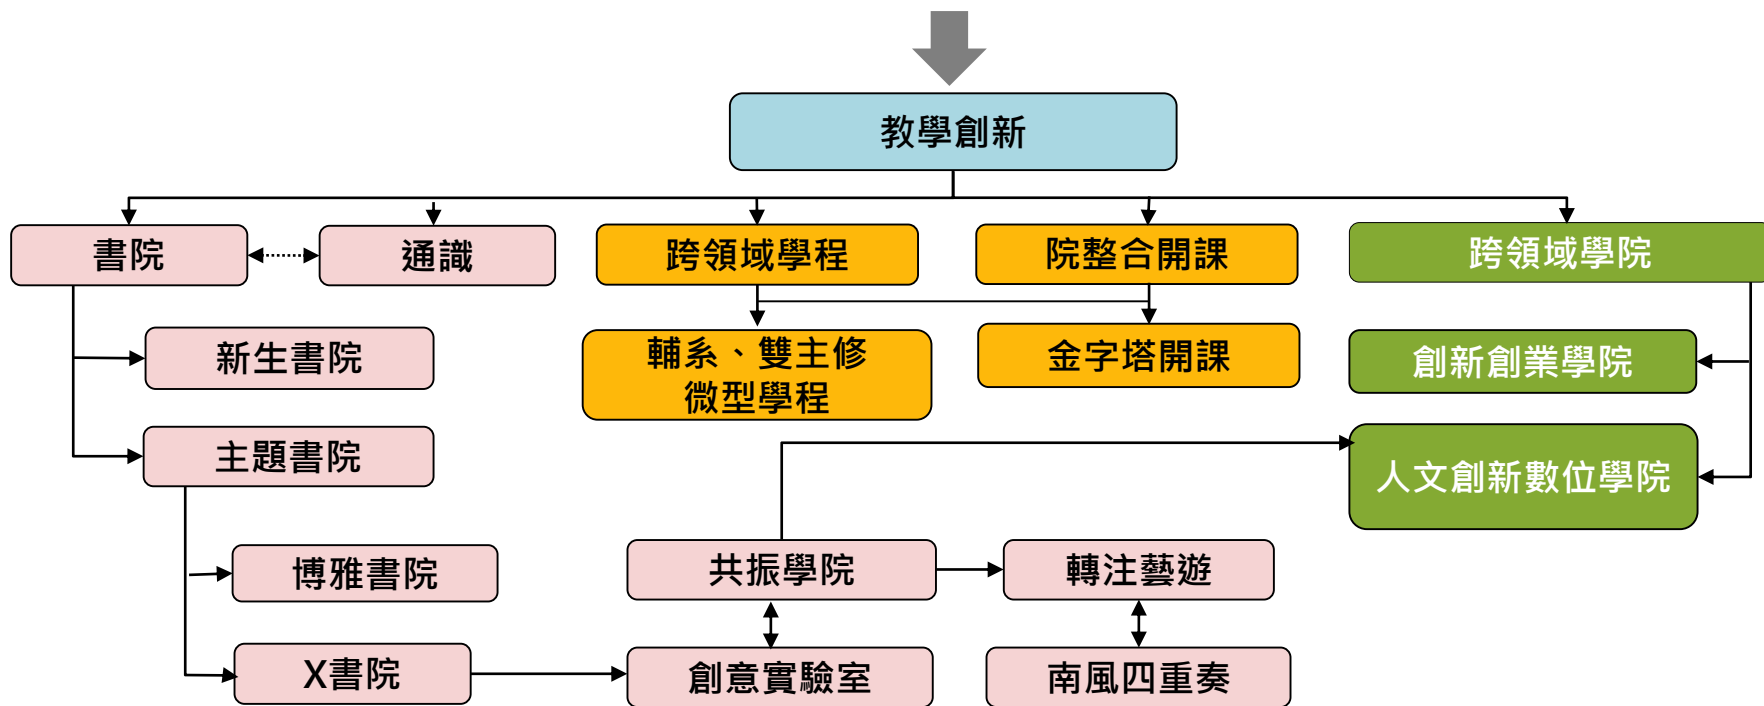 教學創新
書院
通識
跨領域學程
院整合開課
跨領域學院
新生書院
輔系、雙主修
微型學程
金字塔開課
創新創業學院
主題書院
人文創新數位學院
博雅書院
共振學院
轉注藝遊
X書院
創意實驗室
南風四重奏